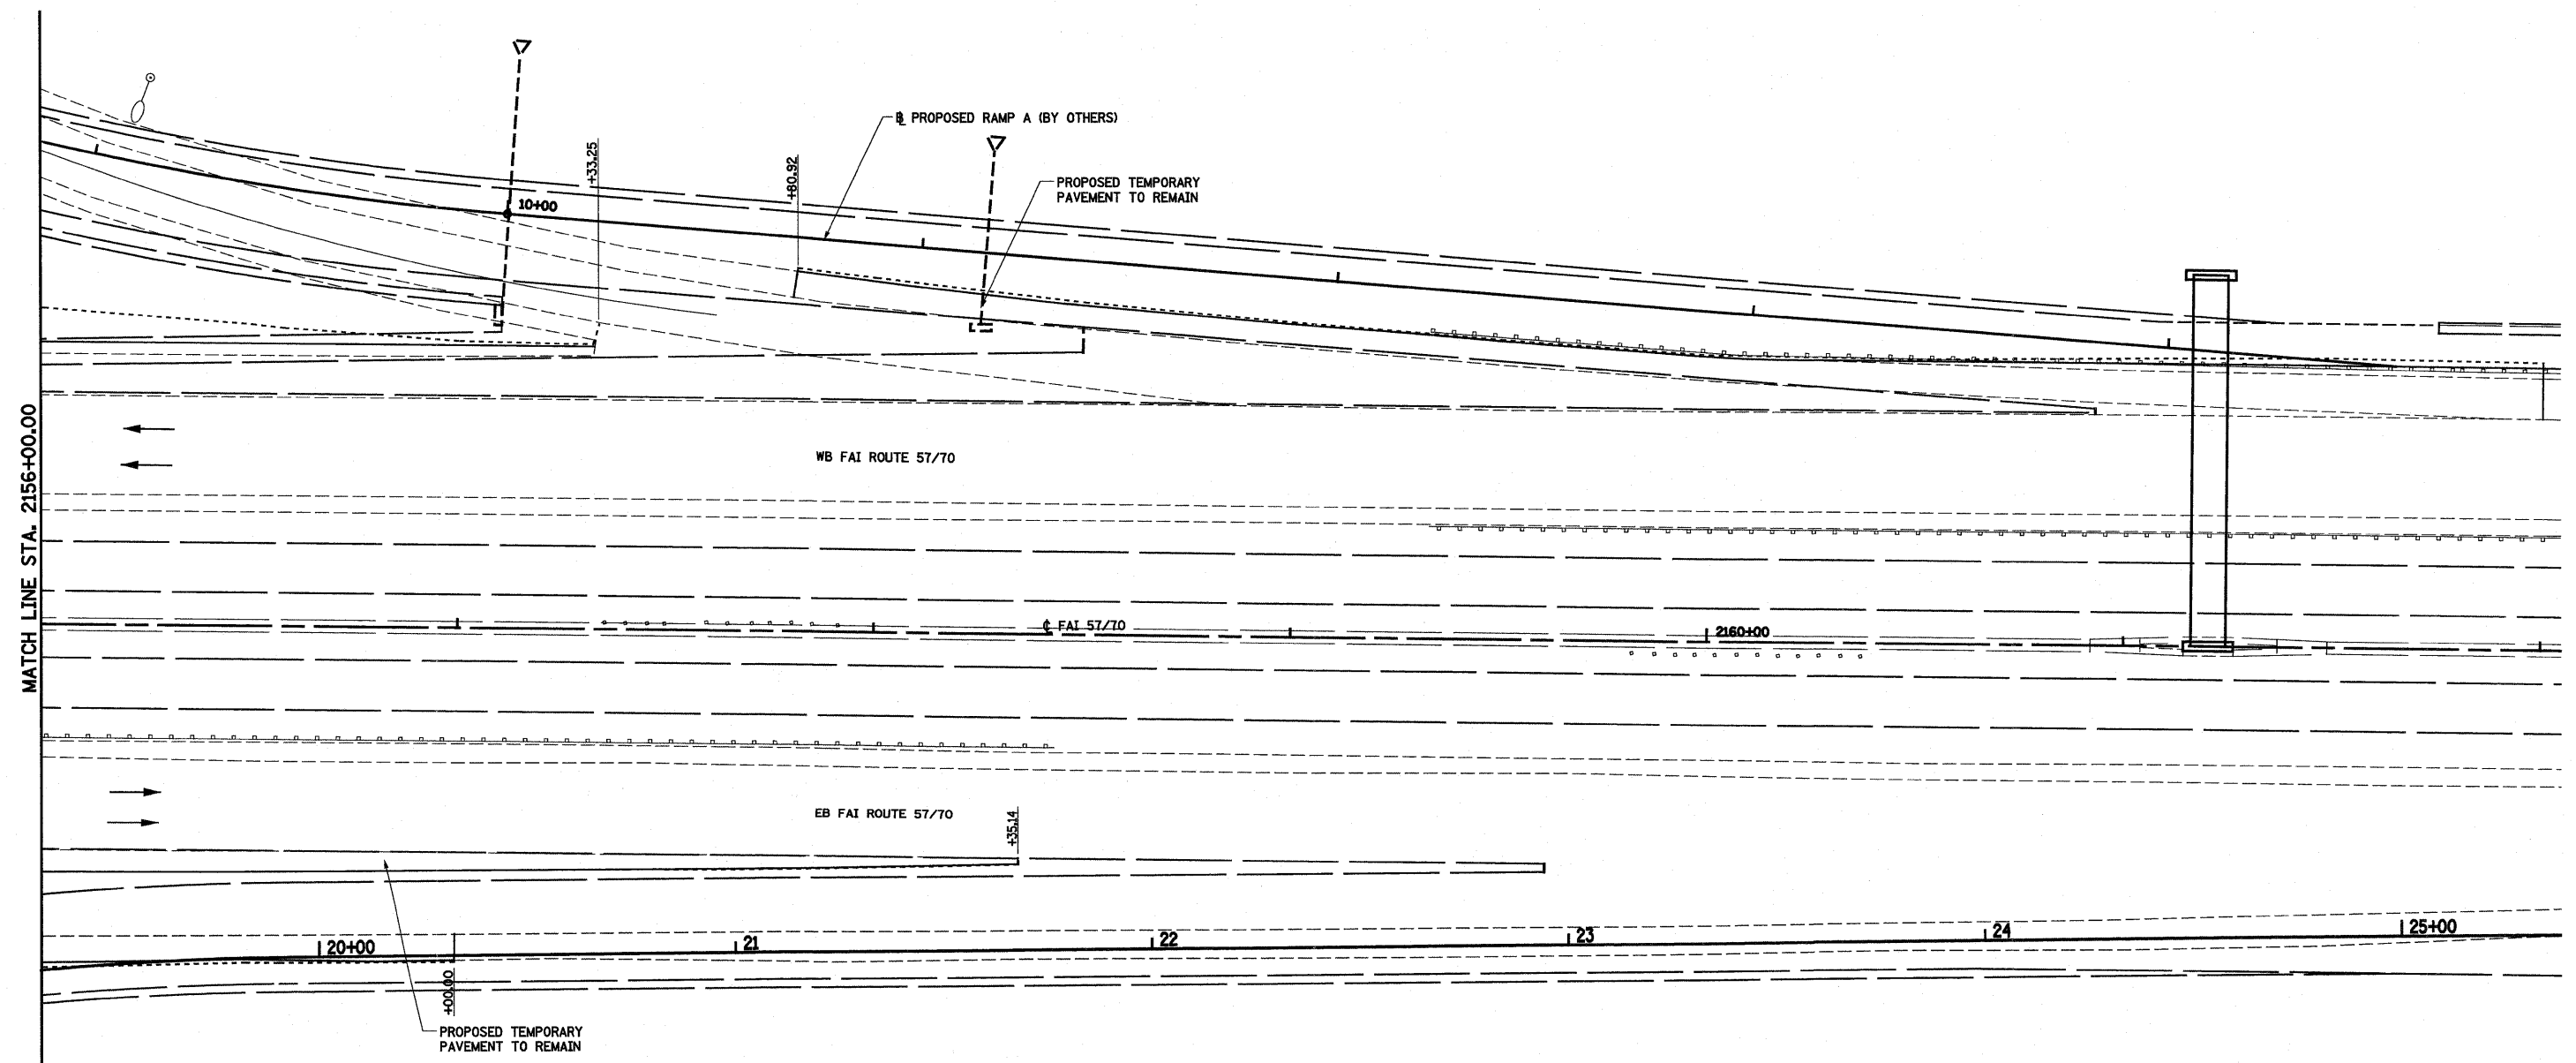 MATCH LINE STA. 2156+00.00
℄ PROPOSED RAMP A (BY OTHERS)
+33.25
+80.92
PROPOSED TEMPORARY
PAVEMENT TO REMAIN
10+00
WB FAI ROUTE 57/70
℄ FAI 57/70
2160+00
EB FAI ROUTE 57/70
+35.14
20+00
21
22
23
24
25+00
+00.00
PROPOSED TEMPORARY
PAVEMENT TO REMAIN